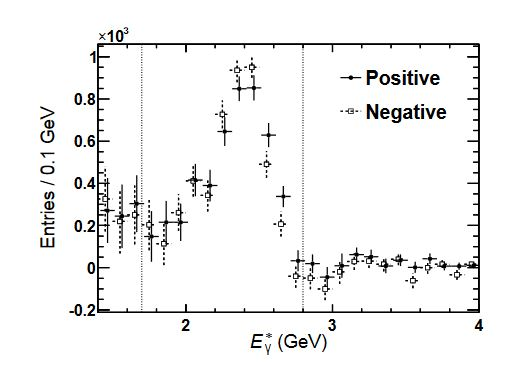 ×10³
1
0.8
0.6
0.4
0.2
0
-0.2
Entries / 0.1 GeV
Positive
Negative
2 3 4
E*γ (GeV)